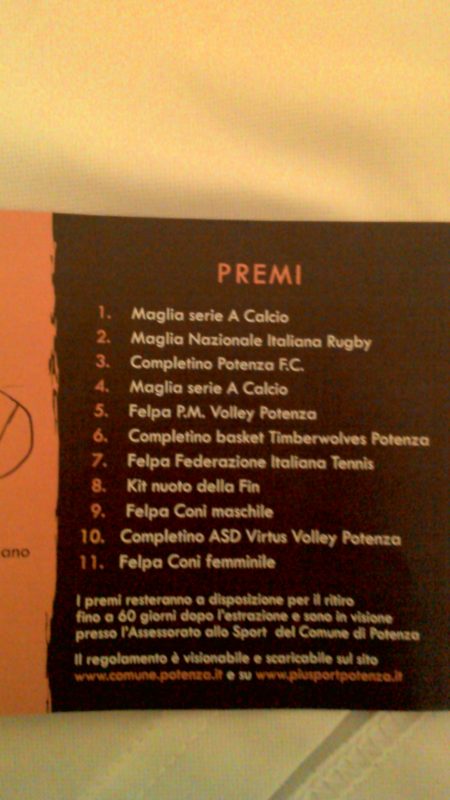 PREMI
1. Maglia serie A Calcio
2. Maglia Nazionale Italiana Rugby
3. Completino Potenza F.C.
4. Maglia serie A Calcio
5. Felpa P.M. Volley Potenza
6. Completino basket Timberwolves Potenza
7. Felpa Federazione Italiana Tennis
8. Kit nuoto della Fin
9. Felpa Coni maschile
10. Completino ASD Virtus Volley Potenza
11. Felpa Coni femminile
I premi resteranno a disposizione per il ritiro
fino a 60 giorni dopo l'estrazione e sono in visione
presso l'Assessorato allo Sport del Comune di Potenza
Il regolamento è visionabile e scaricabile sul sito
www.comune.potenza.it e su www.piusportpotenza.it
ano